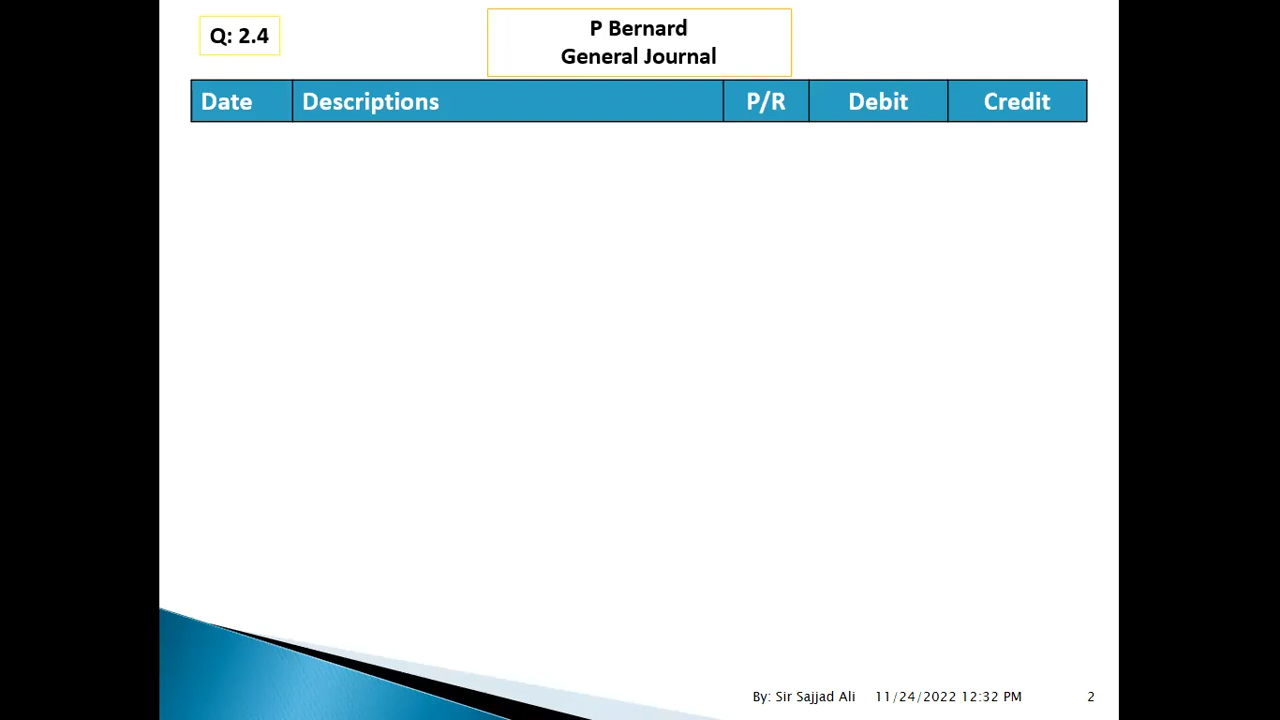 Q: 2.4
P Bernard
General Journal
Date Descriptions P/R Debit Credit
By: Sir Sajjad Ali 11/24/2022 12:32 PM 2